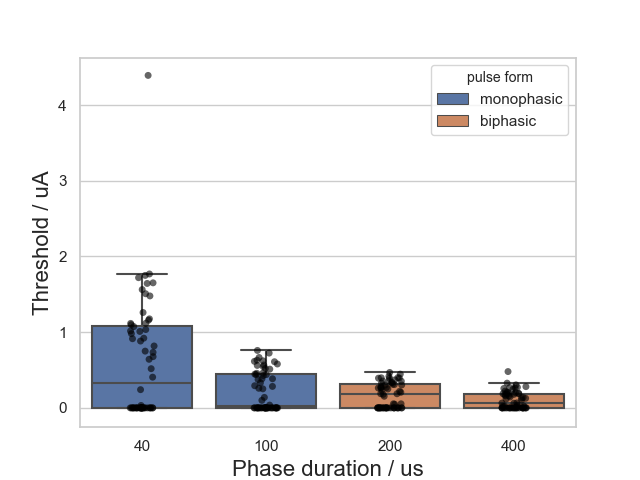 pulse form
monophasic
biphasic
4
3
2
1
0
Threshold / uA
40 100 200 400
Phase duration / us